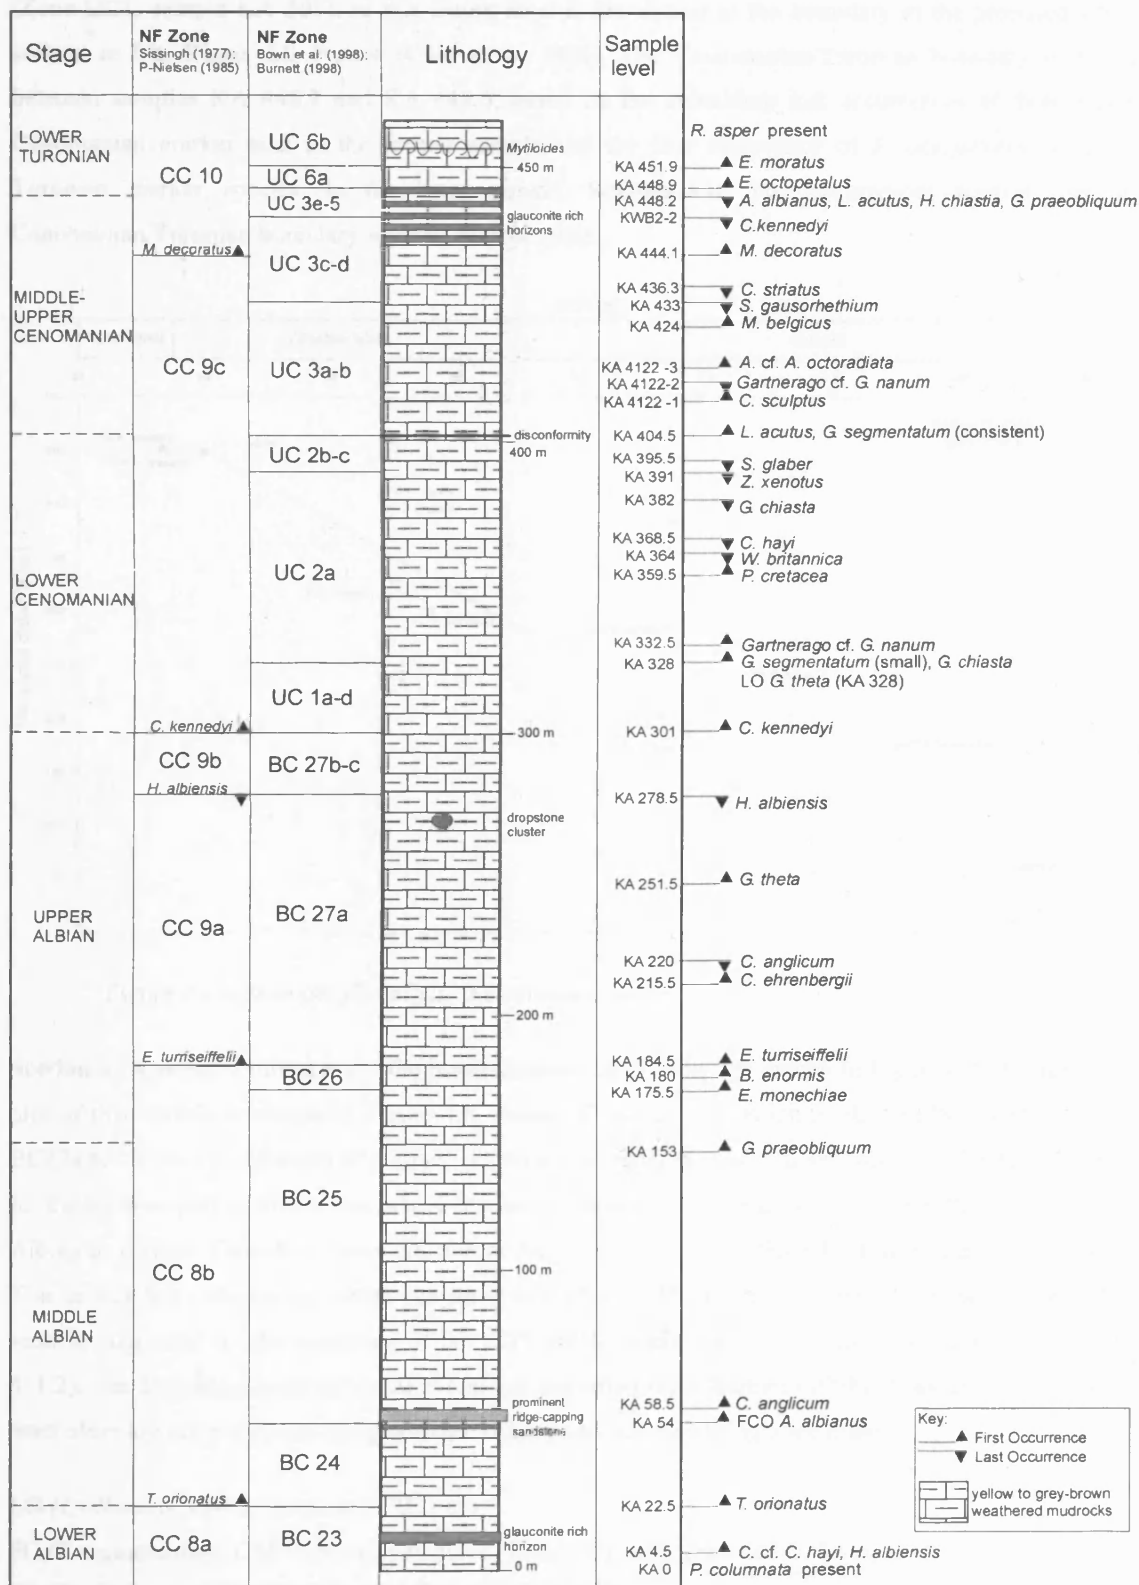 Stage
NF Zone
Sissingh (1977);
P-Nielsen (1985)
NF Zone
Bown et al. (1998);
Burnett (1998)
Lithology
Sample
level
LOWER
TURONIAN
MIDDLE-
UPPER
CENOMANIAN
LOWER
CENOMANIAN
UPPER
ALBIAN
MIDDLE
ALBIAN
LOWER
ALBIAN
CC 10
M. decoratus
CC 9c
C. kennedyi
CC 9b
H. albiensis
CC 9a
E. turriseiffelii
CC 8b
T. orionatus
CC 8a
UC 6b
UC 6a
UC 3e-5
UC 3c-d
UC 3a-b
UC 2b-c
UC 2a
UC 1a-d
BC 27b-c
BC 27a
BC 26
BC 25
BC 24
BC 23
Mytiloides
450 m
glauconite rich
horizons
disconformity
400 m
300 m
dropstone
cluster
200 m
100 m
prominent
ridge-capping
sandstone
glauconite rich
horizon
0 m
R. asper present
KA 451.9 ▲ E. moratus
KA 448.9 ▲ E. octopetalus
KA 448.2 ▼ A. albianus, L. acutus, H. chiastia, G. praeobliquum
KWB2-2 ▼ C.kennedyi
KA 444.1 ▲ M. decoratus
KA 436.3 ▼ C. striatus
KA 433 ▼ S. gausorhethium
KA 424 ▲ M. belgicus
KA 4122 -3 ▲ A. cf. A. octoradiata
KA 4122-2 ▼ Gartnerago cf. G. nanum
KA 4122 -1 ▲ C. sculptus
KA 404.5 ▲ L. acutus, G. segmentatum (consistent)
KA 395.5 ▼ S. glaber
KA 391 ▼ Z. xenotus
KA 382 ▼ G. chiasta
KA 368.5 ▼ C. hayi
KA 364 ▼ W. britannica
KA 359.5 ▲ P. cretacea
KA 332.5 ▲ Gartnerago cf. G. nanum
KA 328 ▲ G. segmentatum (small), G. chiasta
LO G. theta (KA 328)
KA 301 ▲ C. kennedyi
KA 278.5 ▼ H. albiensis
KA 251.5 ▲ G. theta
KA 220 ▼ C. anglicum
KA 215.5 ▲ C. ehrenbergii
KA 184.5 ▲ E. turriseiffelii
KA 180 ▲ B. enormis
KA 175.5 ▲ E. monechiae
KA 153 ▲ G. praeobliquum
KA 58.5 ▲ C. anglicum
KA 54 ▲ FCO A. albianus
KA 22.5 ▲ T. orionatus
KA 4.5 ▲ C. cf. C. hayi, H. albiensis
KA 0 P. columnata present
Key:
▲ First Occurrence
▼ Last Occurrence
yellow to grey-brown
weathered mudrocks